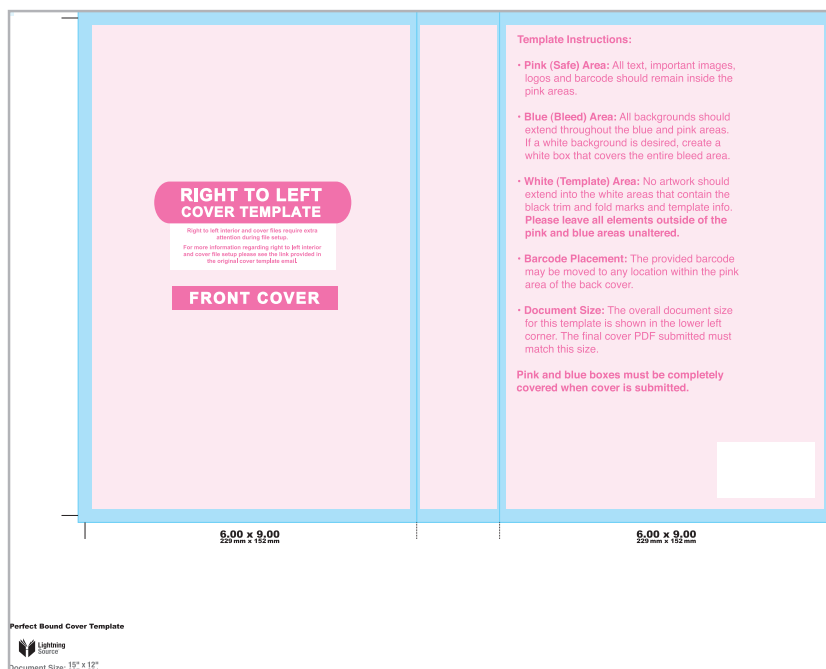 RIGHT TO LEFT
COVER TEMPLATE
Right to left interior and cover files require extra
attention during file setup.
For more information regarding right to left interior
and cover file setup please see the link provided in
the original cover template email.
FRONT COVER
Template Instructions:
• Pink (Safe) Area: All text, important images,
logos and barcode should remain inside the
pink areas.
• Blue (Bleed) Area: All backgrounds should
extend throughout the blue and pink areas.
If a white background is desired, create a
white box that covers the entire bleed area.
• White (Template) Area: No artwork should
extend into the white areas that contain the
black trim and fold marks and template info.
Please leave all elements outside of the
pink and blue areas unaltered.
• Barcode Placement: The provided barcode
may be moved to any location within the pink
area of the back cover.
• Document Size: The overall document size
for this template is shown in the lower left
corner. The final cover PDF submitted must
match this size.
Pink and blue boxes must be completely
covered when cover is submitted.
6.00 x 9.00
229 mm x 152 mm
6.00 x 9.00
229 mm x 152 mm
Perfect Bound Cover Template
Lightning
Source
Document Size: 15" x 12"